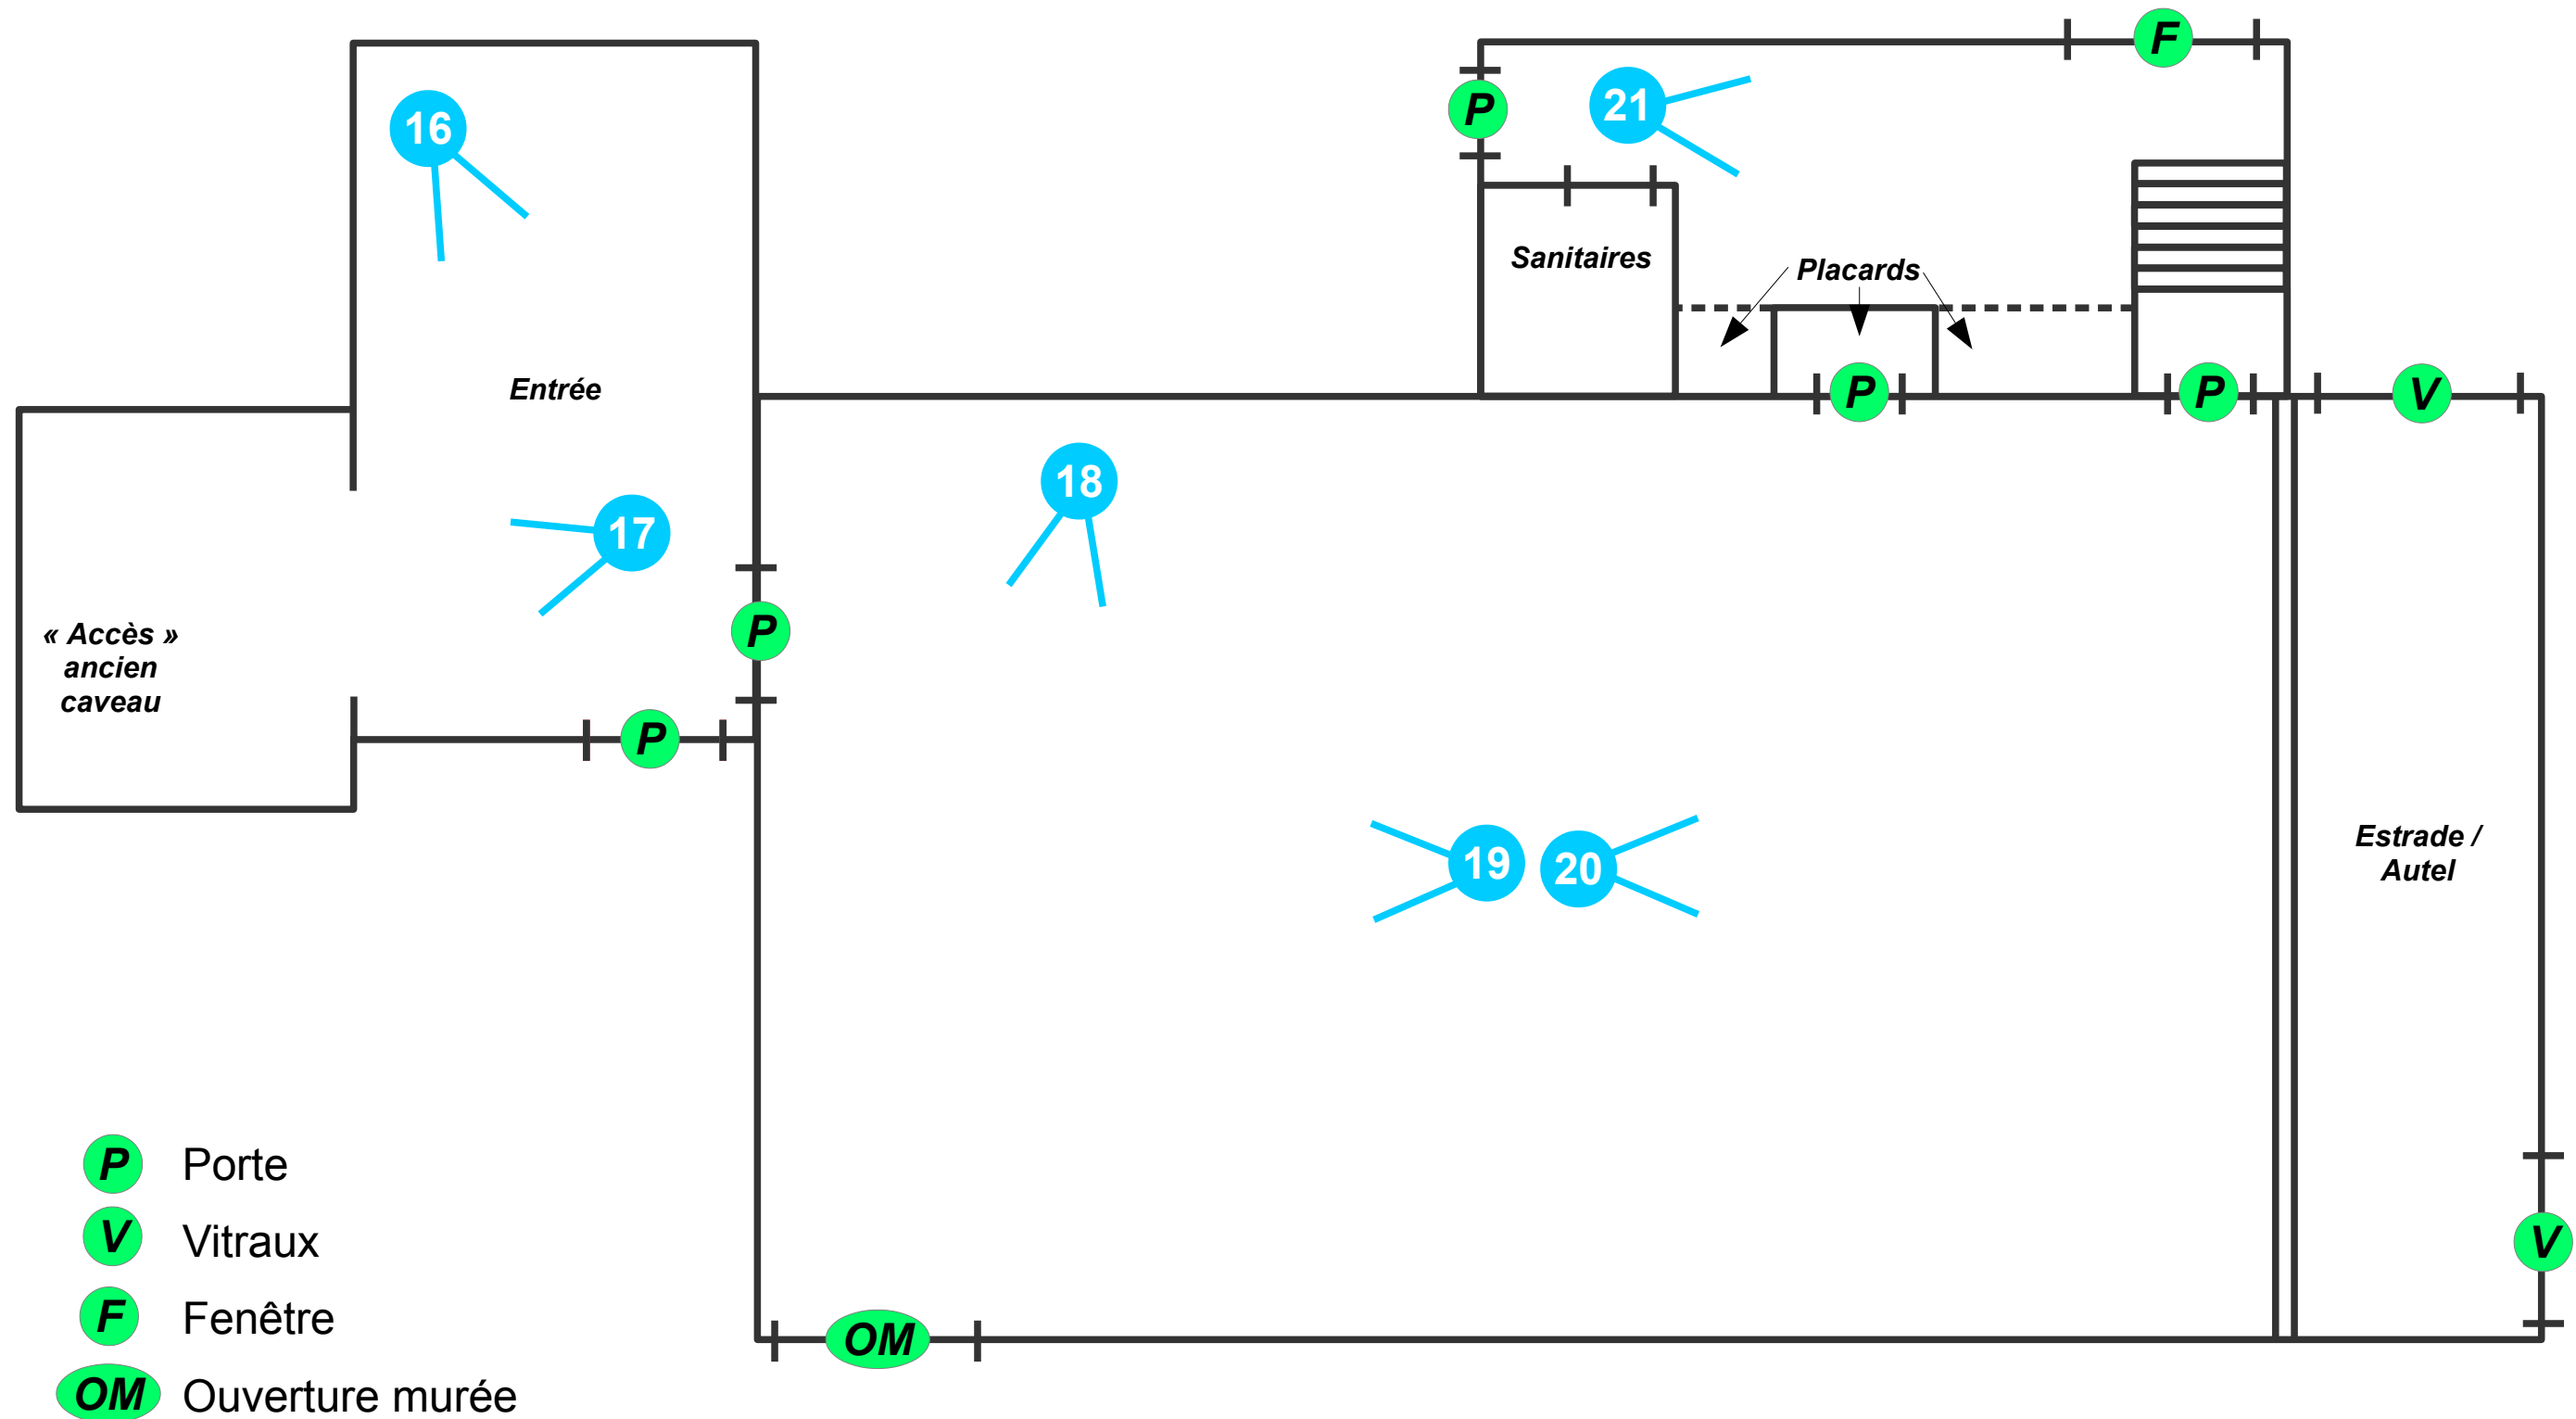 F
P
21
16
Sanitaires
Placards
Entrée
P
P
V
18
17
« Accès »
ancien
caveau
P
P
19
20
Estrade /
Autel
P Porte
V Vitraux
V
F Fenêtre
OM
OM Ouverture murée